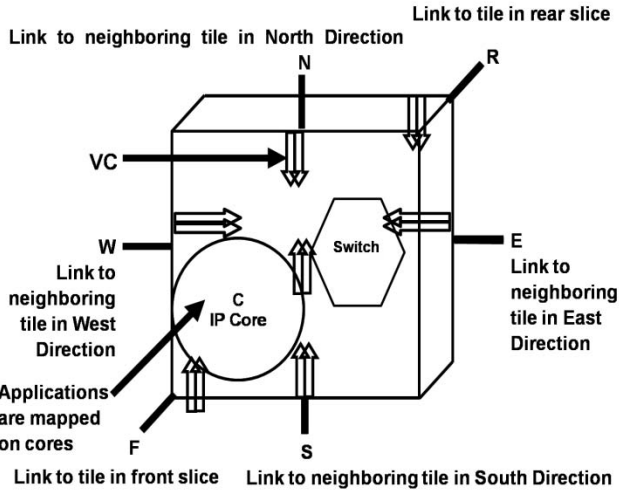 Link to tile in rear slice
Link to neighboring tile in North Direction
N
R
VC
W
Link to
neighboring
tile in West
Direction
Switch
E
Link to
neighboring
tile in East
Direction
C
IP Core
Applications
are mapped
on cores
F
S
Link to tile in front slice
Link to neighboring tile in South Direction